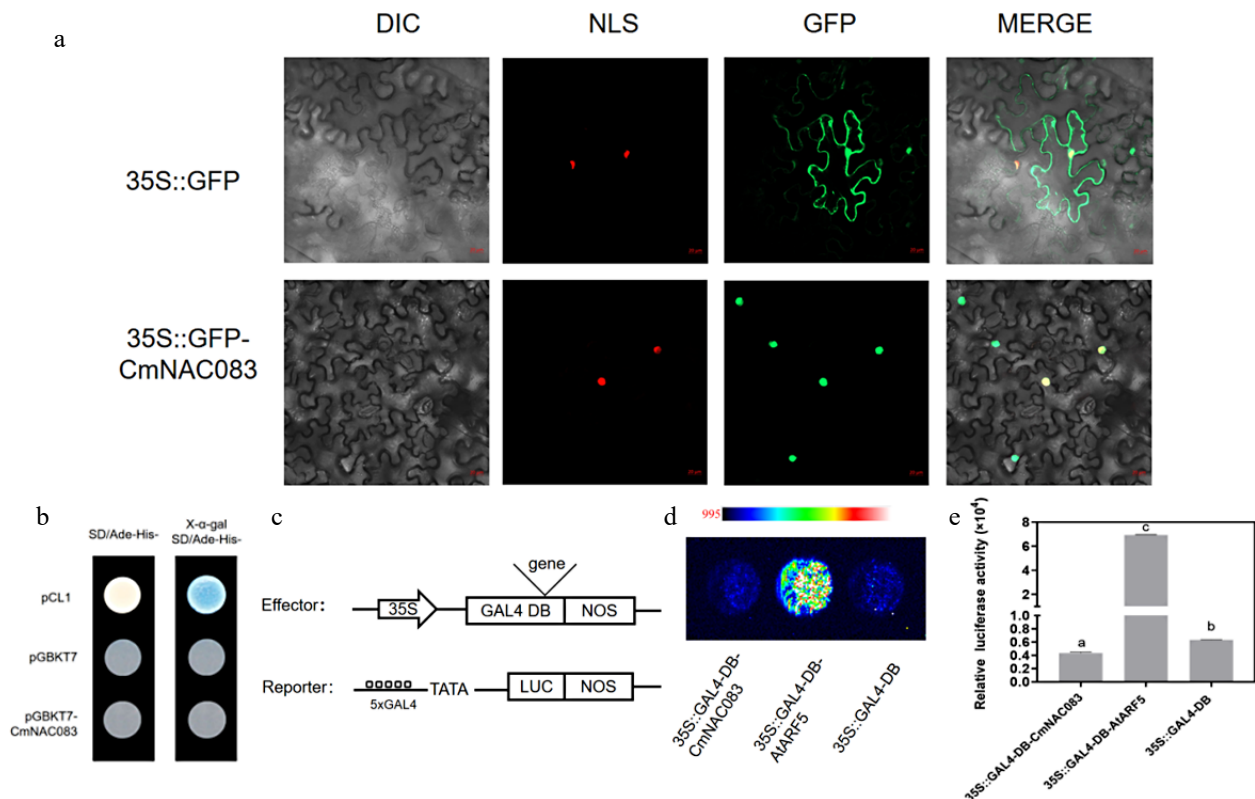 a
DIC NLS GFP MERGE
35S::GFP
35S::GFP-
CmNAC083
b
SD/Ade-His-
X-α-gal
SD/Ade-His-
pCL1
pGBKT7
pGBKT7-
CmNAC083
c
gene
Effector:
35S
GAL4 DB
NOS
Reporter:
5xGAL4
TATA
LUC
NOS
d
995
35S::GAL4-DB-
CmNAC083
35S::GAL4-DB-
AtARF5
35S::GAL4-DB
e
Relative luciferase activity (×10⁴)
8
6
4
2
1.0
0.8
0.6
0.4
0.2
0.0
a
c
b
35S::GAL4-DB-CmNAC083
35S::GAL4-DB-AtARF5
35S::GAL4-DB